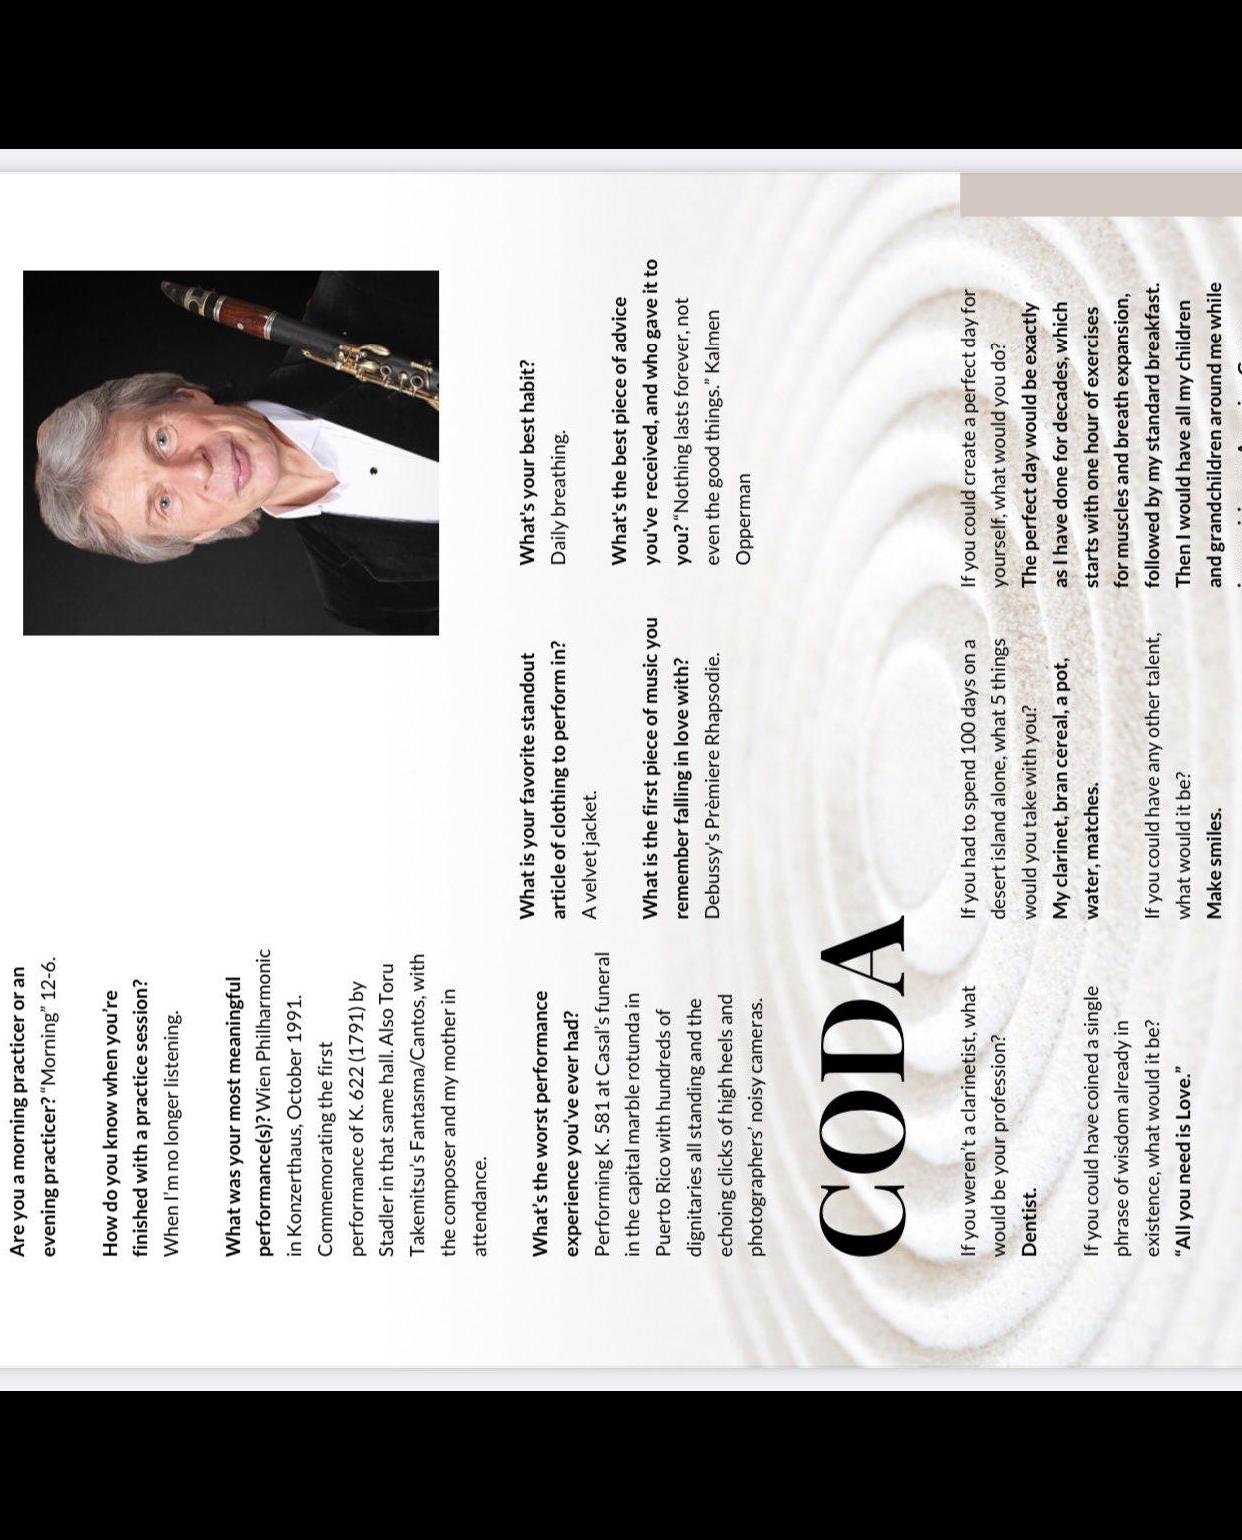 Are you a morning practicer or an
evening practicer? “Morning” 12-6.
How do you know when you're
finished with a practice session?
When I'm no longer listening.
What was your most meaningful
performance(s)? Wien Philharmonic
in Konzerthaus, October 1991.
Commemorating the first
performance of K. 622 (1791) by
Stadler in that same hall. Also Toru
Takemitsu's Fantasma/Cantos, with
the composer and my mother in
attendance.
What's the worst performance
experience you've ever had?
Performing K. 581 at Casal's funeral
in the capital marble rotunda in
Puerto Rico with hundreds of
dignitaries all standing and the
echoing clicks of high heels and
photographers' noisy cameras.
What is your favorite standout
article of clothing to perform in?
A velvet jacket.
What is the first piece of music you
remember falling in love with?
Debussy's Prèmiere Rhapsodie.
What's your best habit?
Daily breathing.
What's the best piece of advice
you've received, and who gave it to
you? “Nothing lasts forever, not
even the good things.” Kalmen
Opperman
CODA
If you weren't a clarinetist, what
would be your profession?
Dentist.
If you could have coined a single
phrase of wisdom already in
existence, what would it be?
“All you need is Love.”
If you had to spend 100 days on a
desert island alone, what 5 things
would you take with you?
My clarinet, bran cereal, a pot,
water, matches.
If you could have any other talent,
what would it be?
Make smiles.
If you could create a perfect day for
yourself, what would you do?
The perfect day would be exactly
as I have done for decades, which
starts with one hour of exercises
for muscles and breath expansion,
followed by my standard breakfast.
Then I would have all my children
and grandchildren around me while